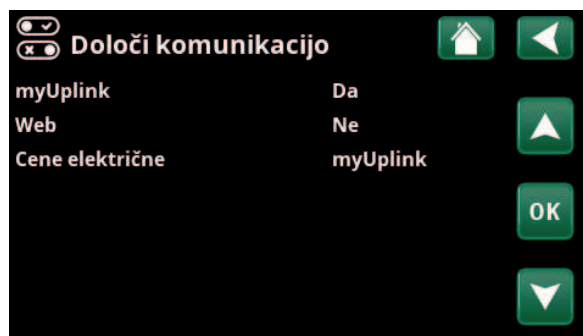 Določi komunikacijo
myUplink Da
Web Ne
Cene električne myUplink
OK